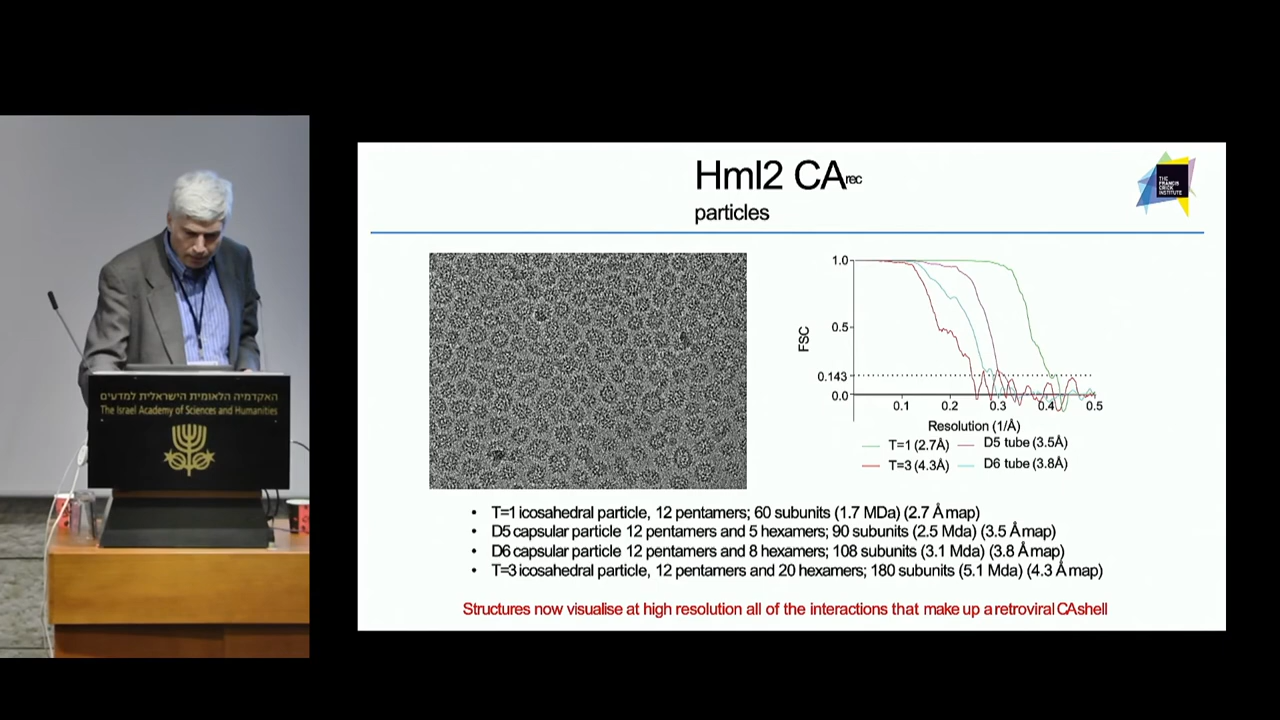 האקדמיה הלאומית הישראלית למדעים
The Israel Academy of Sciences and Humanities
Hml2 CArec
particles
THE
FRANCIS
CRICK
INSTITUTE
1.0
0.5
0.143
0.0
FSC
0.1 0.2 0.3 0.4 0.5
Resolution (1/Å)
T=1 (2.7Å) D5 tube (3.5Å)
T=3 (4.3Å) D6 tube (3.8Å)
• T=1 icosahedral particle, 12 pentamers; 60 subunits (1.7 MDa) (2.7 Å map)
• D5 capsular particle 12 pentamers and 5 hexamers; 90 subunits (2.5 Mda) (3.5 Å map)
• D6 capsular particle 12 pentamers and 8 hexamers; 108 subunits (3.1 Mda) (3.8 Å map)
• T=3 icosahedral particle, 12 pentamers and 20 hexamers; 180 subunits (5.1 Mda) (4.3 Å map)
Structures now visualise at high resolution all of the interactions that make up a retroviral CA shell